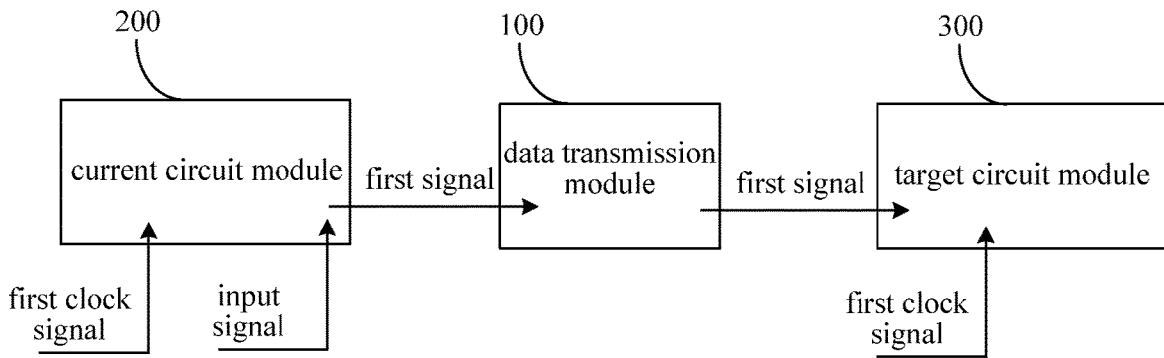 200
100
300
current circuit module
first signal
data transmission
module
first signal
target circuit module
first clock
signal
input
signal
first clock
signal